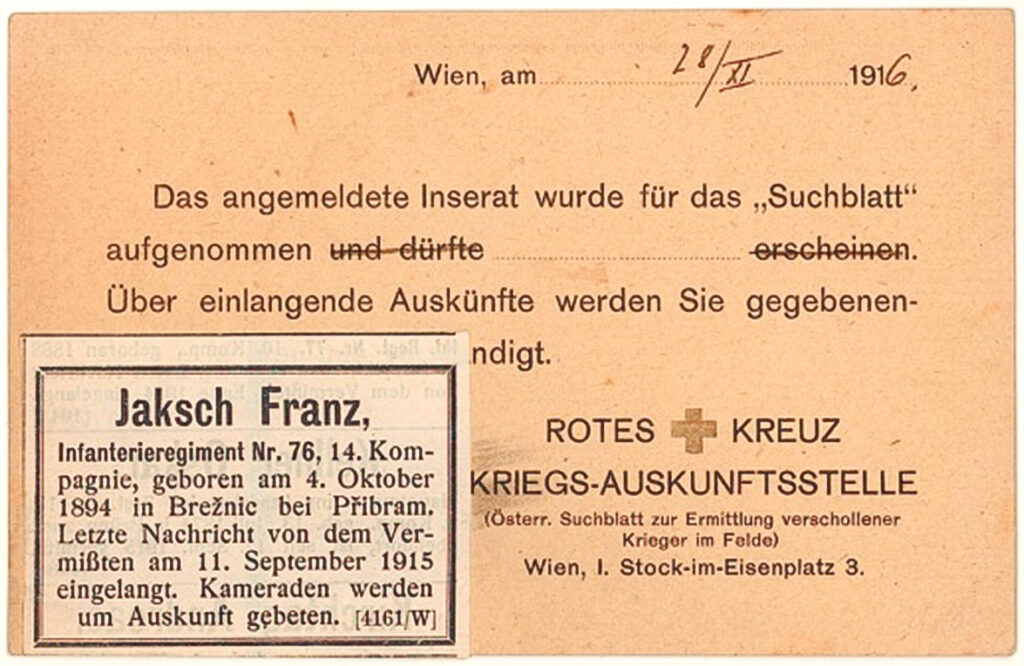 Wien, am 28/XI 1916.
Das angemeldete Inserat wurde für das „Suchblatt“
aufgenommen und dürfte erscheinen.
Über einlangende Auskünfte werden Sie gegebenen-
ndigt.
ROTES KREUZ
KRIEGS-AUSKUNFTSSTELLE
(Österr. Suchblatt zur Ermittlung verschollener
Krieger im Felde)
Wien, I. Stock-im-Eisenplatz 3.
Jaksch Franz,
Infanterieregiment Nr. 76, 14. Kom-
pagnie, geboren am 4. Oktober
1894 in Brežnic bei Přibram.
Letzte Nachricht von dem Ver-
mißten am 11. September 1915
eingelangt. Kameraden werden
um Auskunft gebeten. [4161/W]